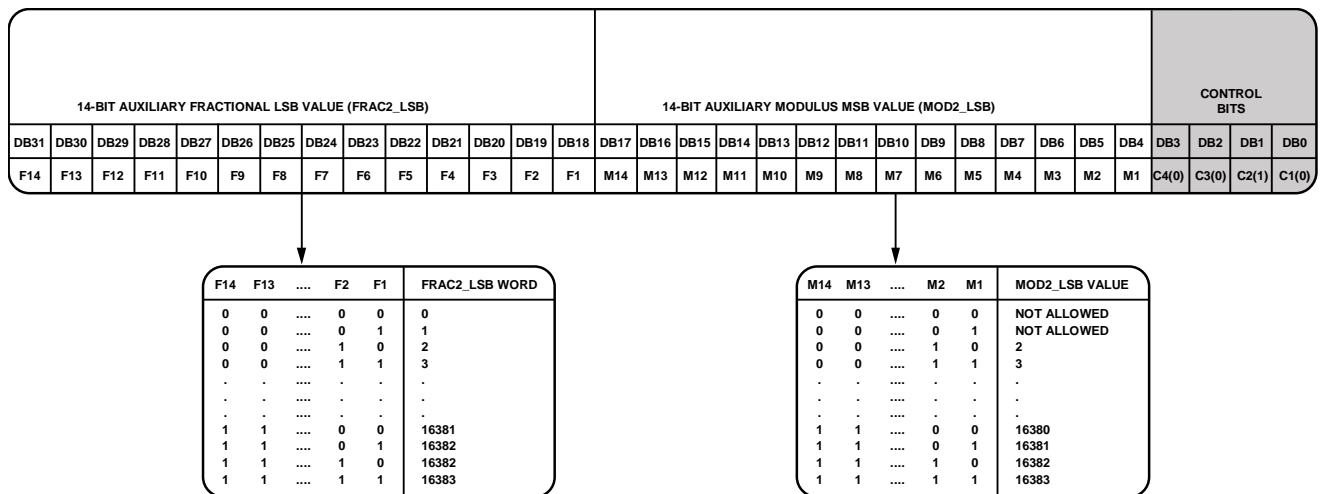 14-BIT AUXILIARY FRACTIONAL LSB VALUE (FRAC2_LSB) 14-BIT AUXILIARY MODULUS MSB VALUE (MOD2_LSB) CONTROL
BITS
DB31 DB30 DB29 DB28 DB27 DB26 DB25 DB24 DB23 DB22 DB21 DB20 DB19 DB18 DB17 DB16 DB15 DB14 DB13 DB12 DB11 DB10 DB9 DB8 DB7 DB6 DB5 DB4 DB3 DB2 DB1 DB0
F14 F13 F12 F11 F10 F9 F8 F7 F6 F5 F4 F3 F2 F1 M14 M13 M12 M11 M10 M9 M8 M7 M6 M5 M4 M3 M2 M1 C4(0) C3(0) C2(1) C1(0)
F14 F13 .... F2 F1 FRAC2_LSB WORD
0 0 .... 0 0 0
0 0 .... 0 1 1
0 0 .... 1 0 2
0 0 .... 1 1 3
. . .... . . .
. . .... . . .
. . .... . . .
1 1 .... 0 0 16381
1 1 .... 0 1 16382
1 1 .... 1 0 16382
1 1 .... 1 1 16383
M14 M13 .... M2 M1 MOD2_LSB VALUE
0 0 .... 0 0 NOT ALLOWED
0 0 .... 0 1 NOT ALLOWED
0 0 .... 1 0 2
0 0 .... 1 1 3
. . .... . . .
. . .... . . .
. . .... . . .
1 1 .... 0 0 16380
1 1 .... 0 1 16381
1 1 .... 1 0 16382
1 1 .... 1 1 16383